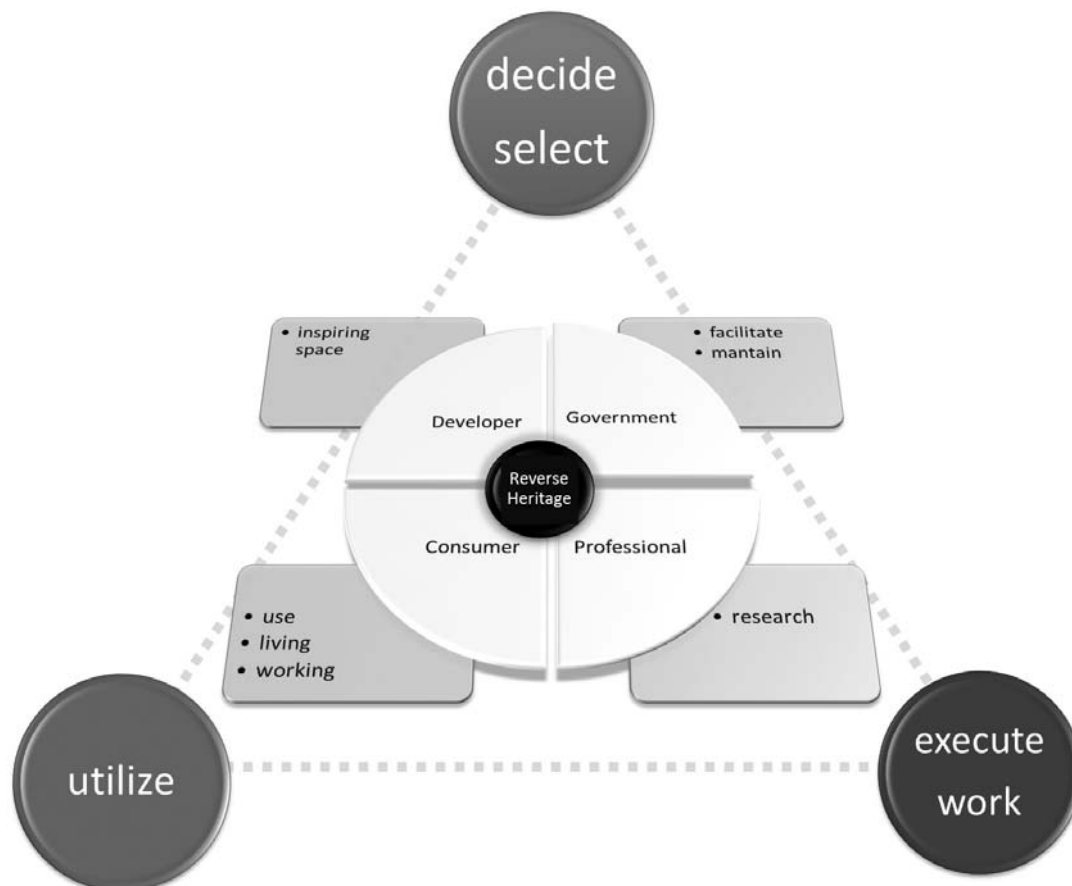 decide
select
• inspiring
space
• facilitate
• mantain
Developer
Government
Reverse
Heritage
Consumer
Professional
• use
• living
• working
• research
utilize
execute
work